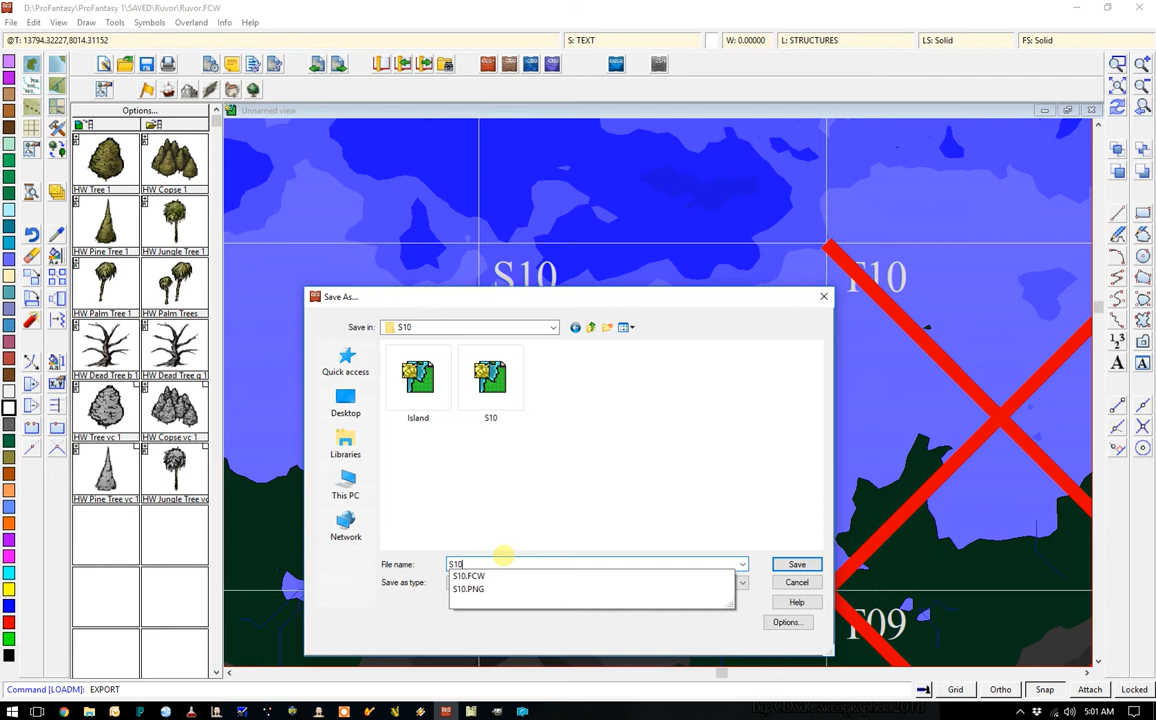 D:\ProFantasy 1\SAVED\Ruvor\Ruvor.FCW
File Edit View Draw Tools Symbols Overland Info Help
@T: 13794.32227,8014.31152 S: TEXT W: 0.00000 L: STRUCTURES LS: Solid FS: Solid
Options...
Unnamed view
HW Tree 1 HW Copse 1
HW Pine Tree 1 HW Jungle Tree 1
HW Palm Tree 1 HW Palm Trees
HW Dead Tree b 1 HW Dead Tree g 1
HW Tree vc 1 HW Copse vc 1
HW Pine Tree vc 1 HW Jungle Tree vc
S10
T10
T09
Save As...
Save in: S10
Quick access
Desktop
Libraries
This PC
Network
Island S10
File name: S10 Save
S10.FCW
S10.PNG
Save as type: Cancel
Help
Options...
Command [LOADM]: EXPORT
Grid Ortho Snap Attach Locked
By: CDadCartographer 2018
5:01 AM